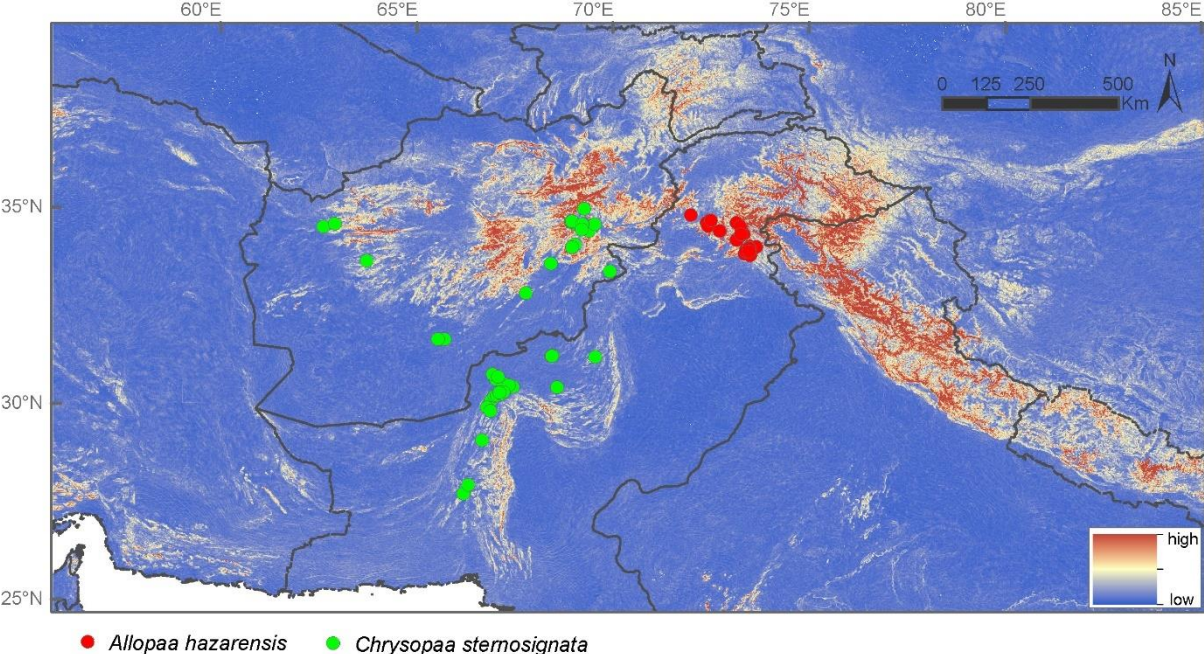 60°E 65°E 70°E 75°E 80°E 85°E
N
0 125 250 500
Km
35°N
30°N
25°N
high
low
Allopaa hazarensis Chrysopaa sternosignata